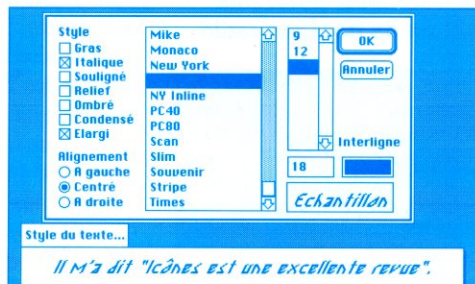 Style
Gras
Italique
Souligné
Relief
Ombré
Condensé
Elargi
Alignement
A gauche
Centré
A droite
Mike
Monaco
New York
NY Inline
PC40
PC80
Scan
Slim
Souvenir
Stripe
Times
9
12
18
OK
Annuler
Interligne
Echantillon
Style du texte...
Il M'a dit "Icônes est une excellente revue".